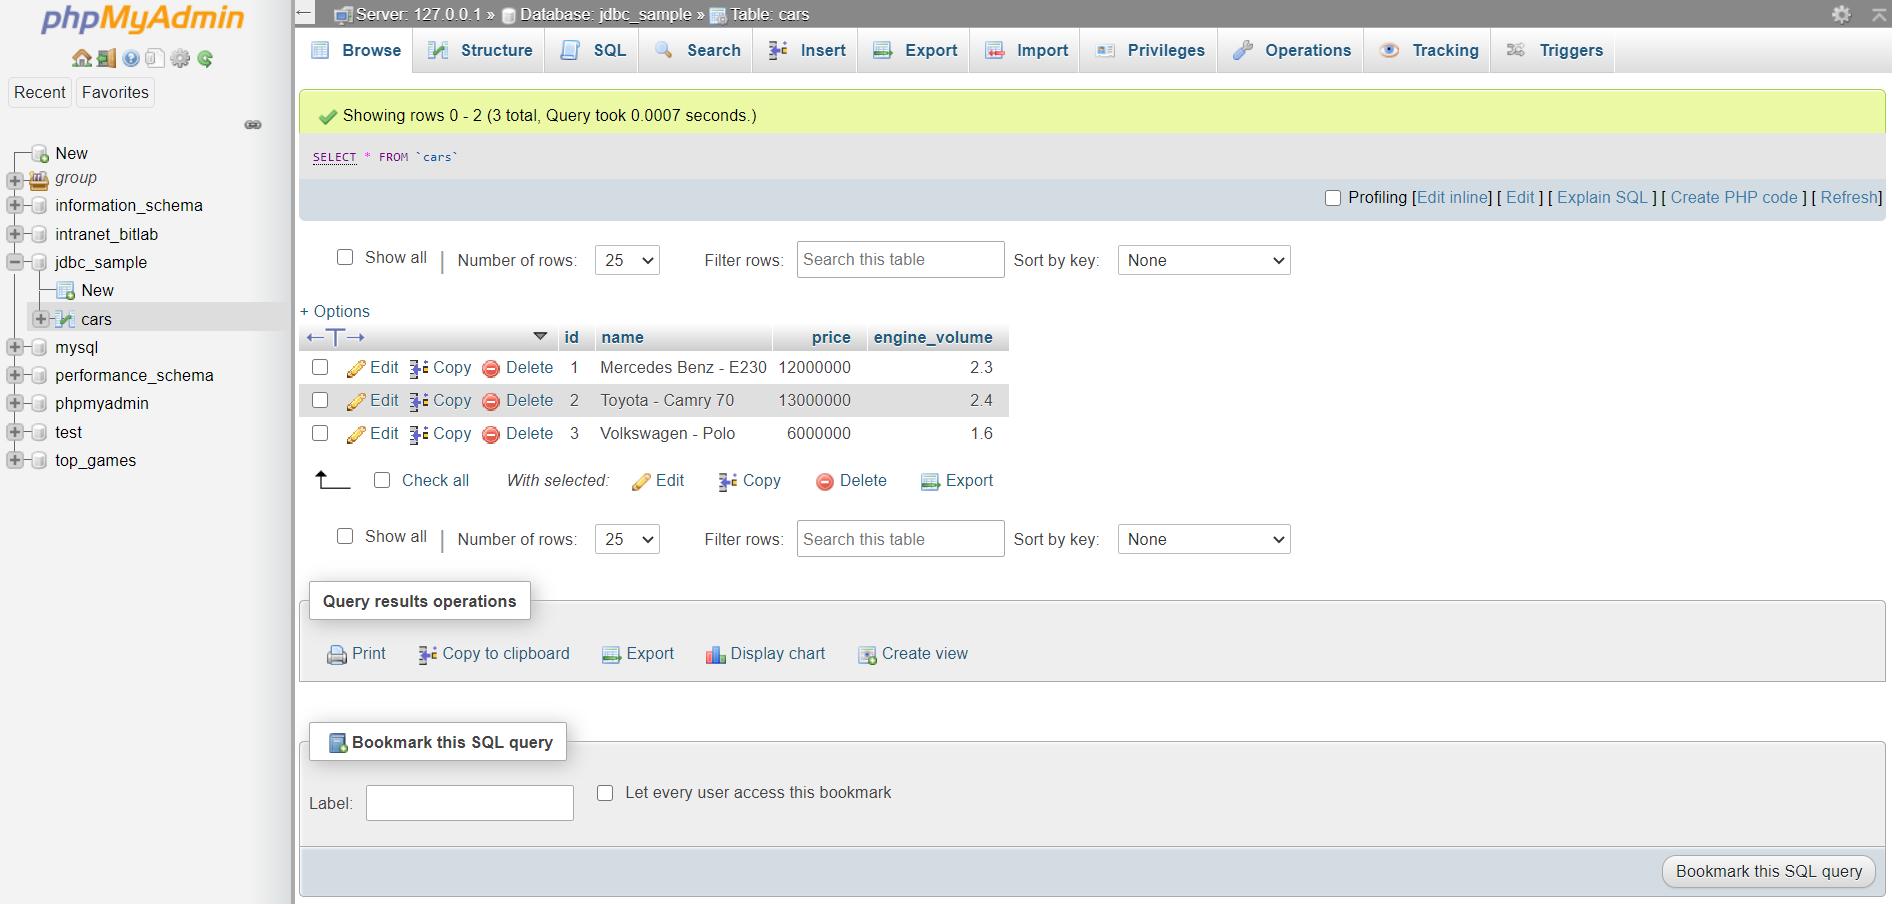 phpMyAdmin
Recent Favorites
New
group
information_schema
intranet_bitlab
jdbc_sample
New
cars
mysql
performance_schema
phpmyadmin
test
top_games
Server: 127.0.0.1 » Database: jdbc_sample » Table: cars
Browse Structure SQL Search Insert Export Import Privileges Operations Tracking Triggers
Showing rows 0 - 2 (3 total, Query took 0.0007 seconds.)
SELECT * FROM `cars`
Profiling [Edit inline] [ Edit ] [ Explain SQL ] [ Create PHP code ] [ Refresh]
Show all | Number of rows: 25 Filter rows: Search this table Sort by key: None
+ Options
←T→ id name price engine_volume
Edit Copy Delete 1 Mercedes Benz - E230 12000000 2.3
Edit Copy Delete 2 Toyota - Camry 70 13000000 2.4
Edit Copy Delete 3 Volkswagen - Polo 6000000 1.6
Check all With selected: Edit Copy Delete Export
Show all | Number of rows: 25 Filter rows: Search this table Sort by key: None
Query results operations
Print Copy to clipboard Export Display chart Create view
Bookmark this SQL query
Label: Let every user access this bookmark
Bookmark this SQL query